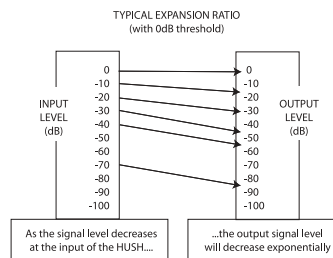 TYPICAL EXPANSION RATIO
(with 0dB threshold)
INPUT
LEVEL
(dB)
0
-10
-20
-30
-40
-50
-60
-70
-80
-90
-100
0
-10
-20
-30
-40
-50
-60
-70
-80
-90
-100
OUTPUT
LEVEL
(dB)
As the signal level decreases
at the input of the HUSH....
...the output signal level
will decrease exponentially